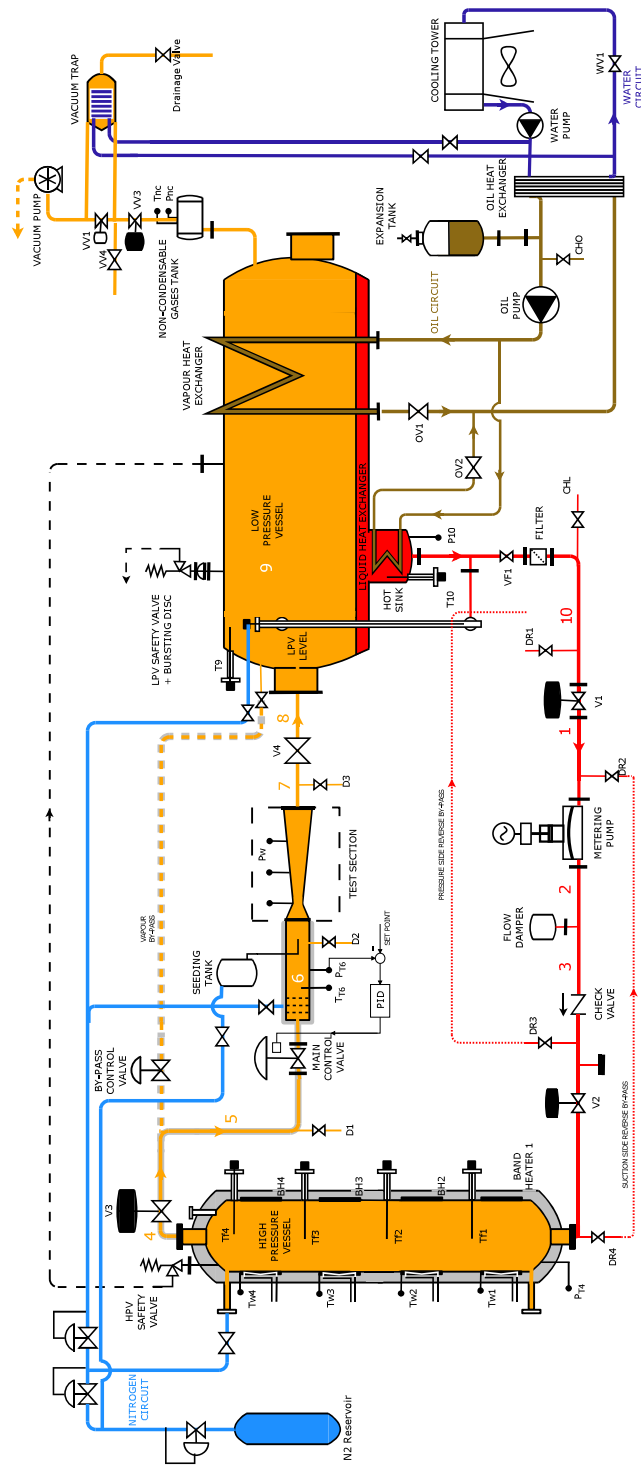 N2 Reservoir
NITROGEN
CIRCUIT
HPV SAFETY
VALVE
V3
4
Tf4
Tf3
Tf2
Tf1
HIGH
PRESSURE
VESSEL
BH4
BH3
BH2
BAND
HEATER 1
Tw4
Tw3
Tw2
Tw1
PT4
DR4
5
D1
BY-PASS CONTROL
VALVE
VAPOUR
BY-PASS
SEEDING
TANK
MAIN
CONTROL
VALVE
PID
SET POINT
-
6
TT6
PT6
D2
Pw
TEST SECTION
7
D3
V4
8
T9
LPV SAFETY VALVE
+ BURSTING DISC
LPV
LEVEL
9
LOW
PRESSURE
VESSEL
LIQUID HEAT EXCHANGER
HOT
SINK
P10
T10
VAPOUR HEAT
EXCHANGER
NON-CONDENSABLE
GASES TANK
Tnc
Pnc
VV1
VV3
VV4
VACUUM PUMP
VACUUM TRAP
Drainage Valve
COOLING TOWER
WATER
PUMP
WV1
WATER
CIRCUIT
OIL HEAT
EXCHANGER
EXPANSION
TANK
CHO
OIL CIRCUIT
OIL
PUMP
OV1
OV2
VF1
FILTER
CHL
10
DR1
V1
1
DR2
METERING
PUMP
2
FLOW
DAMPER
3
CHECK
VALVE
DR3
V2
PRESSURE SIDE REVERSE BY-PASS
SUCTION SIDE REVERSE BY-PASS